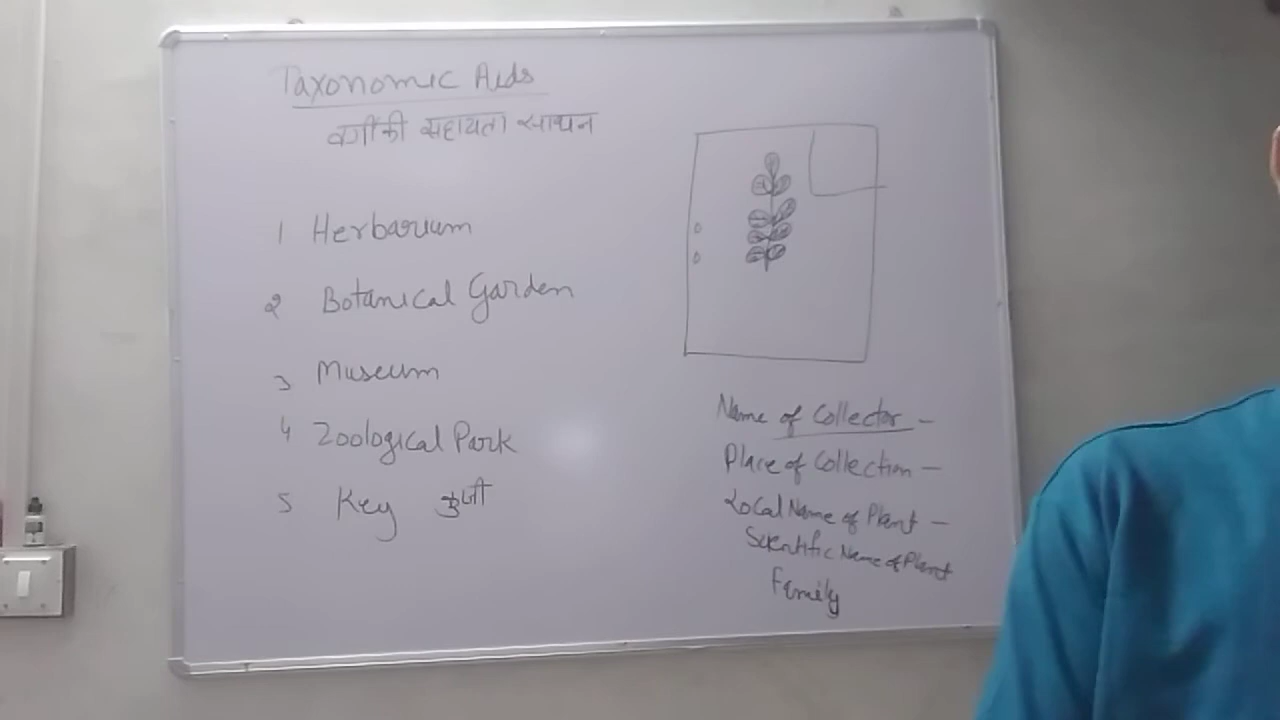 Taxonomic Aids
वर्गीकी सहायता साधन
1 Herbarium
2 Botanical Garden
3 Museum
4 Zoological Park
5 Key कुंजी
Name of Collector -
Place of Collection -
Local Name of Plant -
Scientific Name of Plant
Family